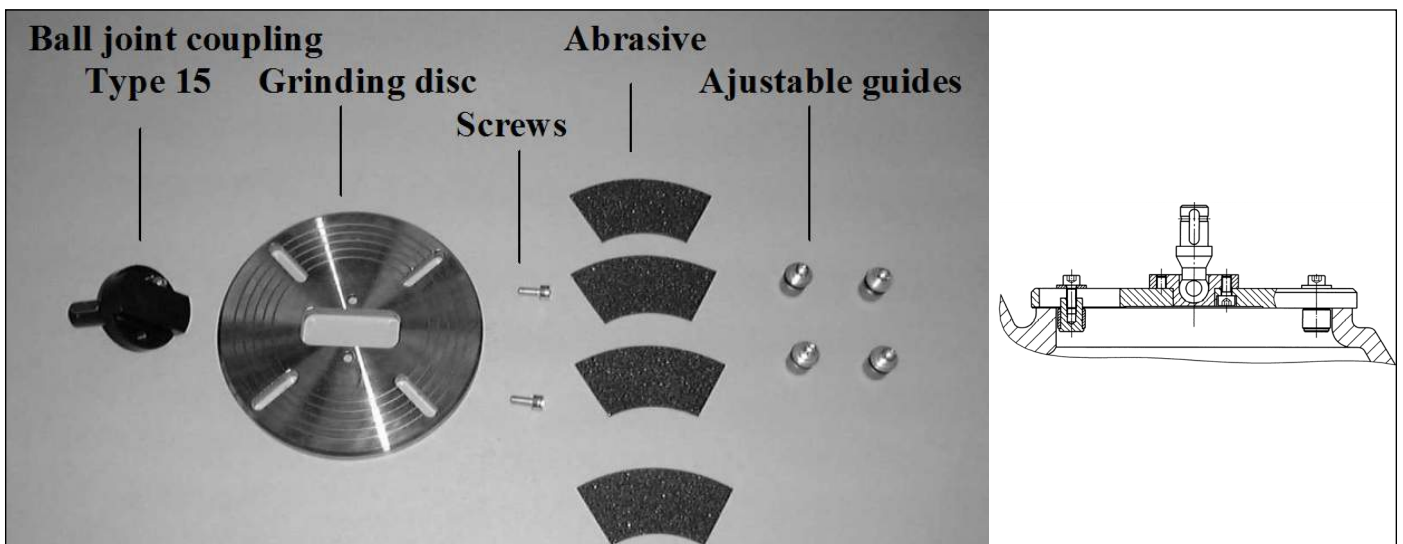 Ball joint coupling
Type 15
Grinding disc
Screws
Abrasive
Ajustable guides